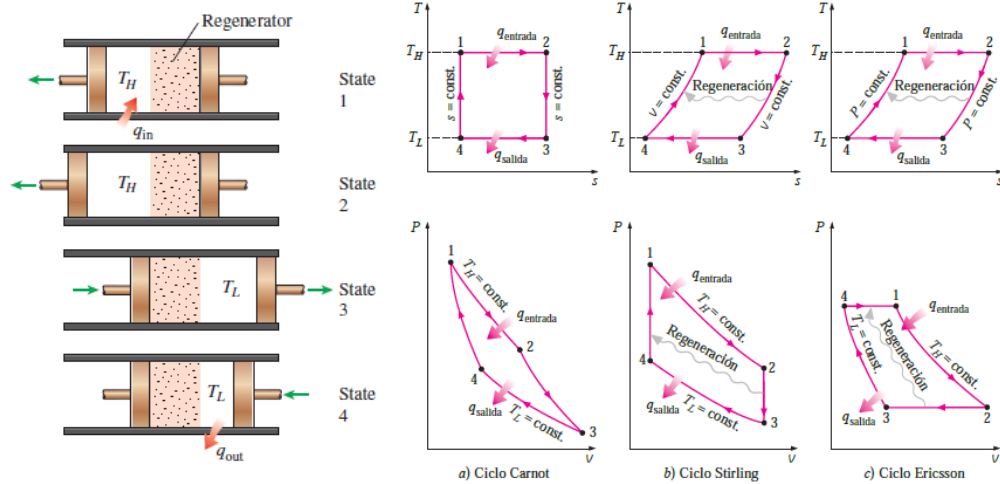 Regenerator
T_H
q_in
State
1
T_H
State
2
T_L
State
3
T_L
q_out
State
4
T
T_H
T_L
1
q_entrada
2
s = const.
s = const.
4
q_salida
3
s
T
T_H
T_L
q_entrada
1
2
v = const.
Regeneración
v = const.
4
q_salida
3
s
T
T_H
T_L
q_entrada
1
2
P = const.
Regeneración
P = const.
4
q_salida
3
s
P
1
T_H = const.
q_entrada
2
4
q_salida
T_L = const.
3
v
a) Ciclo Carnot
P
1
q_entrada
T_H = const.
Regeneración
4
2
q_salida
T_L = const.
3
v
b) Ciclo Stirling
P
4
1
q_entrada
T_L = const.
Regeneración
T_H = const.
q_salida
3
2
v
c) Ciclo Ericsson